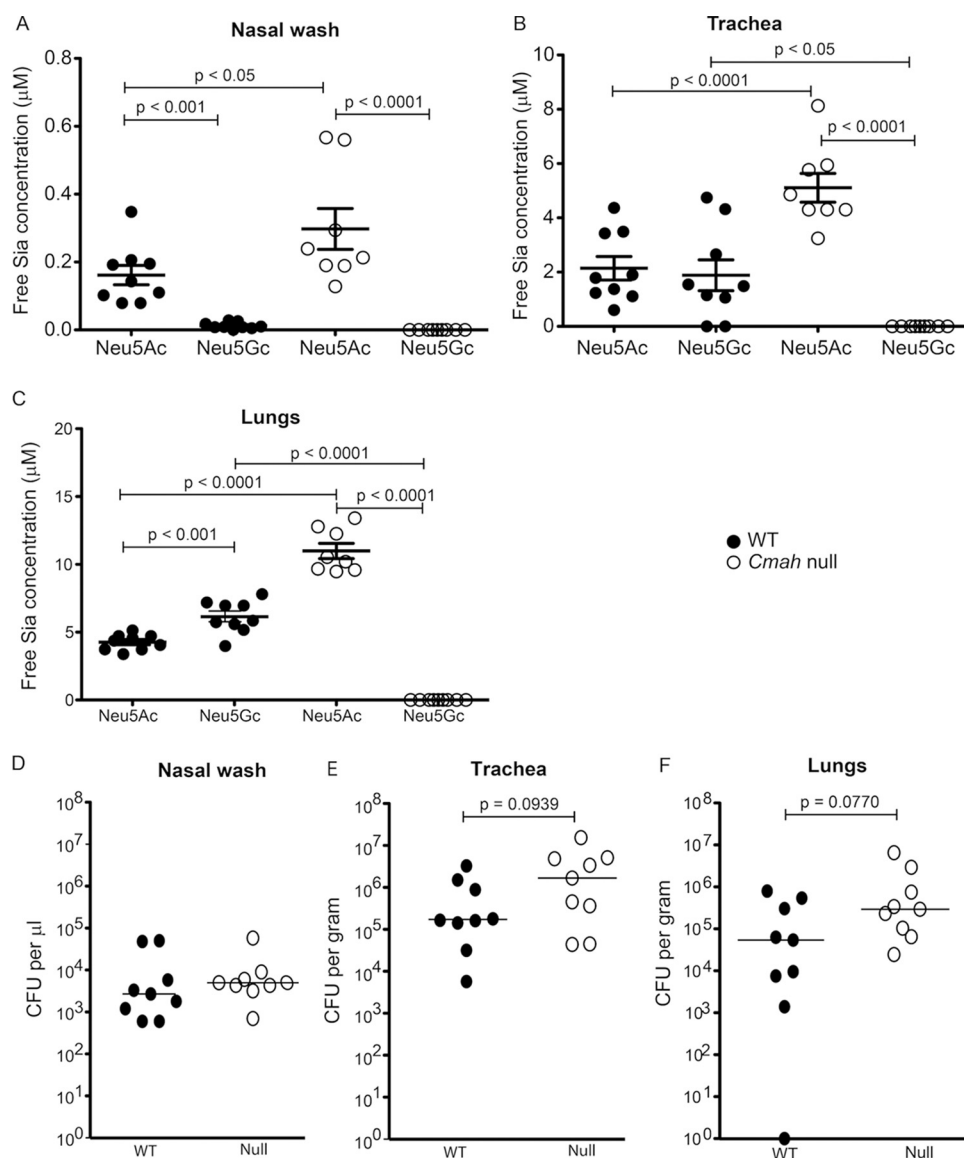 A
Nasal wash
Free Sia concentration (μM)
0.8
0.6
0.4
0.2
0.0
p < 0.05
p < 0.001
p < 0.0001
Neu5Ac
Neu5Gc
Neu5Ac
Neu5Gc
B
Trachea
Free Sia concentration (μM)
10
8
6
4
2
0
p < 0.05
p < 0.0001
p < 0.0001
Neu5Ac
Neu5Gc
Neu5Ac
Neu5Gc
C
Lungs
Free Sia concentration (μM)
20
15
10
5
0
p < 0.0001
p < 0.0001
p < 0.0001
p < 0.001
Neu5Ac
Neu5Gc
Neu5Ac
Neu5Gc
WT
Cmah null
D
Nasal wash
CFU per μl
10⁸
10⁷
10⁶
10⁵
10⁴
10³
10²
10¹
10⁰
WT
Null
E
Trachea
CFU per gram
10⁸
10⁷
10⁶
10⁵
10⁴
10³
10²
10¹
10⁰
p = 0.0939
WT
Null
F
Lungs
CFU per gram
10⁸
10⁷
10⁶
10⁵
10⁴
10³
10²
10¹
10⁰
p = 0.0770
WT
Null